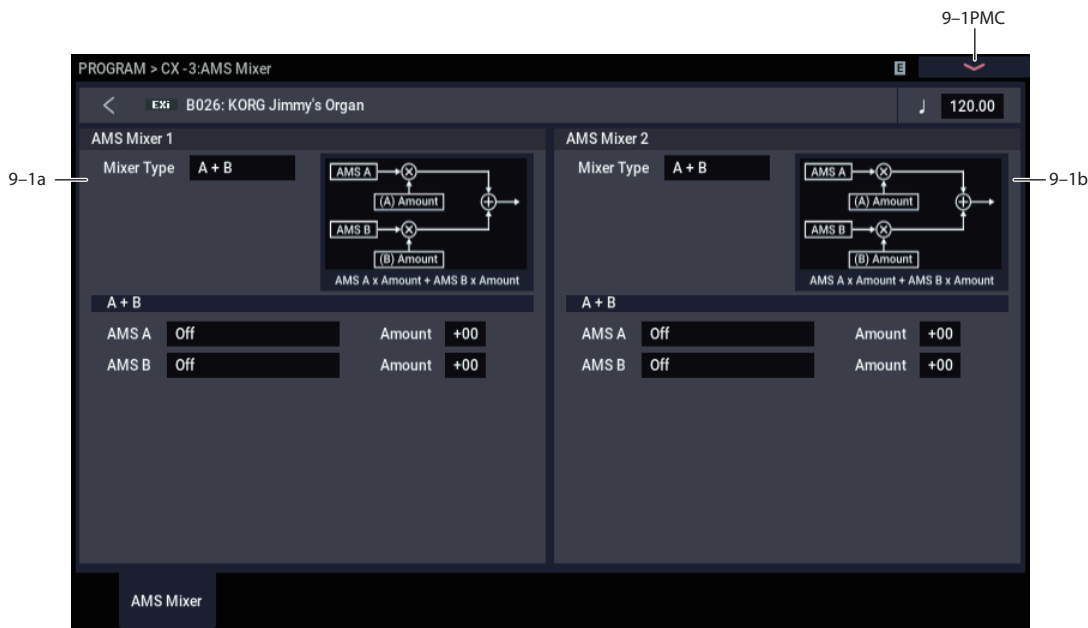 9–1PMC
PROGRAM > CX -3:AMS Mixer
E
EXi B026: KORG Jimmy's Organ
♩ 120.00
AMS Mixer 1
Mixer Type A + B
AMS A
(A) Amount
AMS B
(B) Amount
AMS A x Amount + AMS B x Amount
A + B
AMS A Off Amount +00
AMS B Off Amount +00
9–1a
AMS Mixer 2
Mixer Type A + B
AMS A
(A) Amount
AMS B
(B) Amount
AMS A x Amount + AMS B x Amount
A + B
AMS A Off Amount +00
AMS B Off Amount +00
9–1b
AMS Mixer